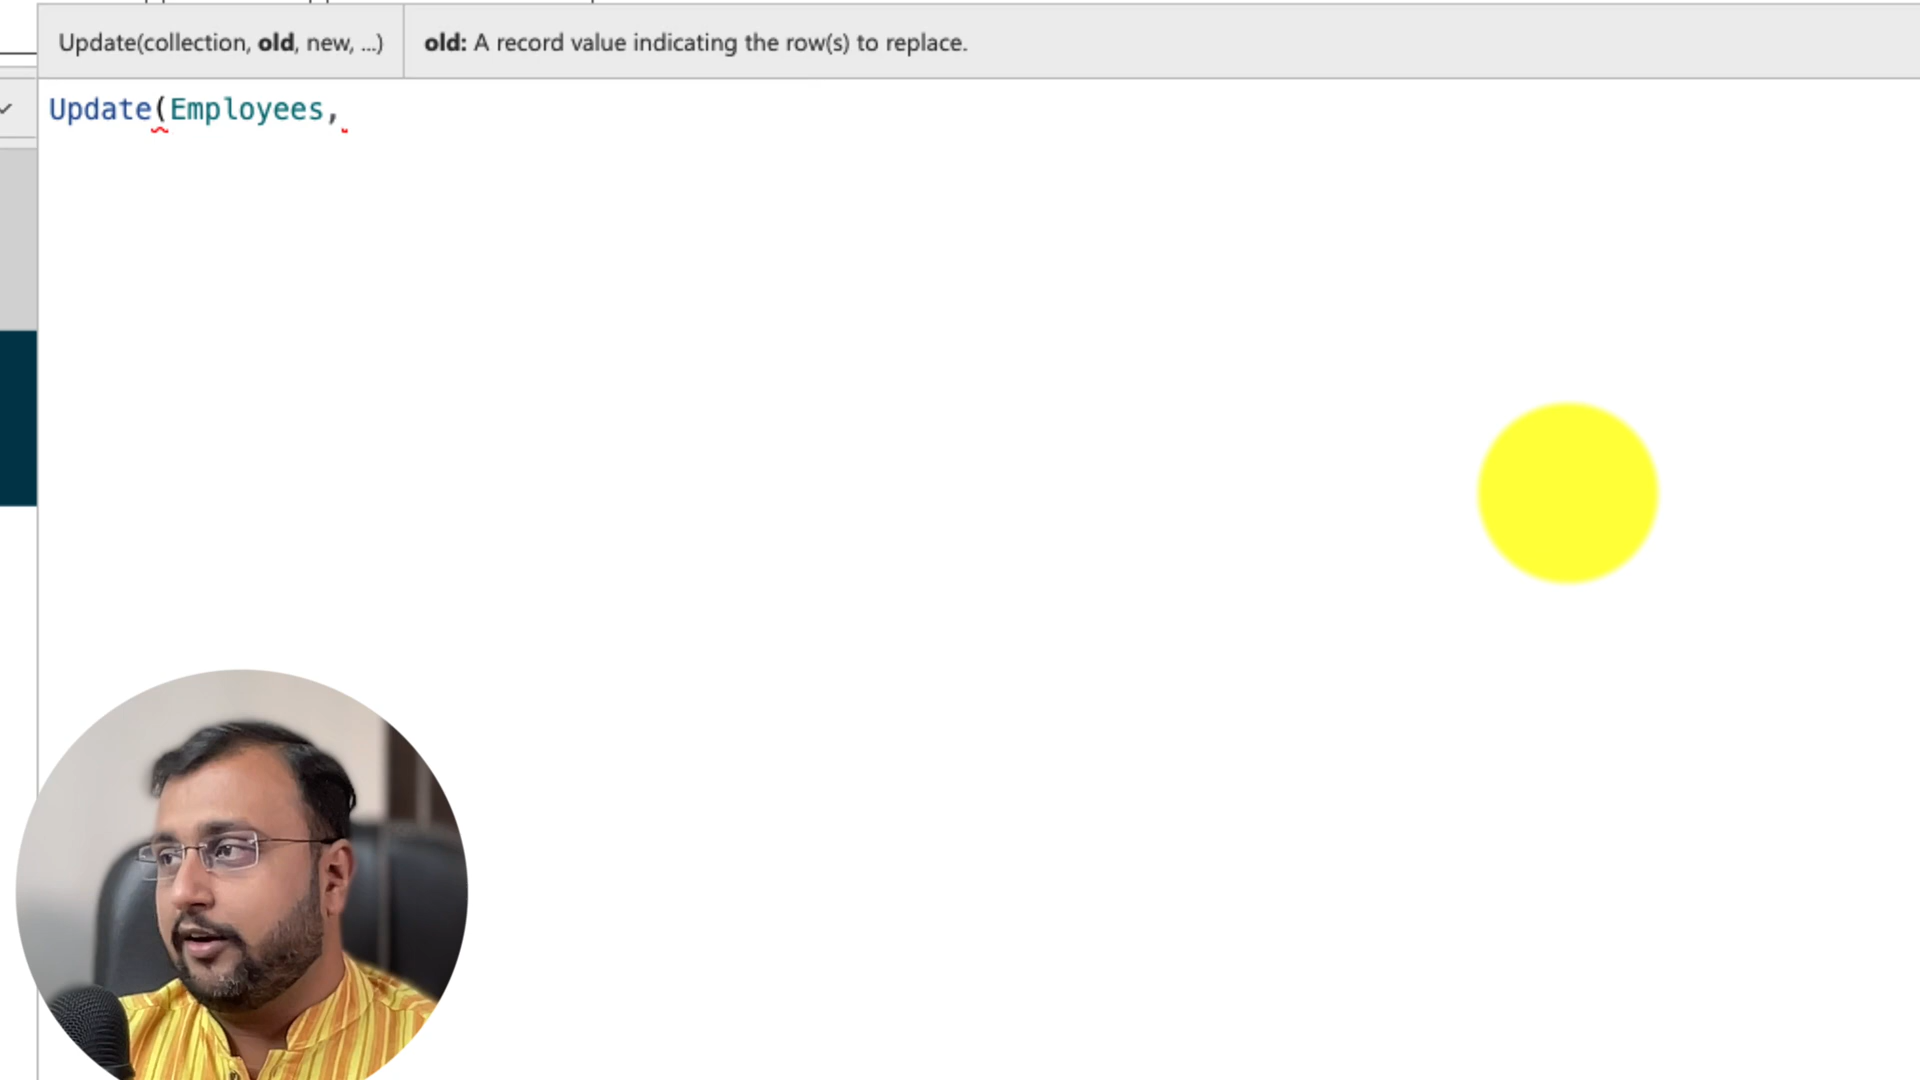 Update(collection, old, new, ...)
old: A record value indicating the row(s) to replace.
Update(Employees,